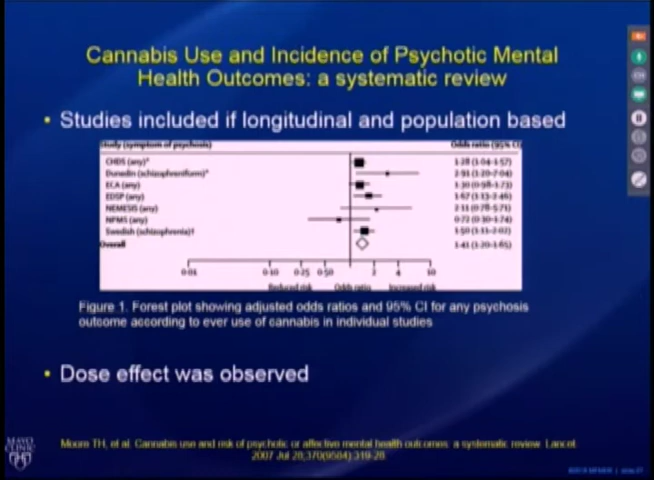 Cannabis Use and Incidence of Psychotic Mental
Health Outcomes: a systematic review
• Studies included if longitudinal and population based
Study (symptom of psychosis) Odds ratio (95% CI)
CHDS (any)* 1·28 (1·04-1·57)
Dunedin (schizophreniform)* 2·91 (1·20-7·04)
ECA (any) 1·30 (0·98-1·73)
EDSP (any) 1·67 (1·13-2·46)
NEMESIS (any) 2·11 (0·78-5·71)
NPMS (any) 0·72 (0·30-1·74)
Swedish (schizophrenia)† 1·50 (1·11-2·02)
Overall 1·41 (1·20-1·65)
0·01 0·10 0·25 0·50 2 4 10
Reduced risk Odds ratio Increased risk
Figure 1. Forest plot showing adjusted odds ratios and 95% CI for any psychosis
outcome according to ever use of cannabis in individual studies
• Dose effect was observed
MAYO
CLINIC
Moore TH, et al. Cannabis use and risk of psychotic or affective mental health outcomes: a systematic review. Lancet.
2007 Jul 28;370(9584):319-28.